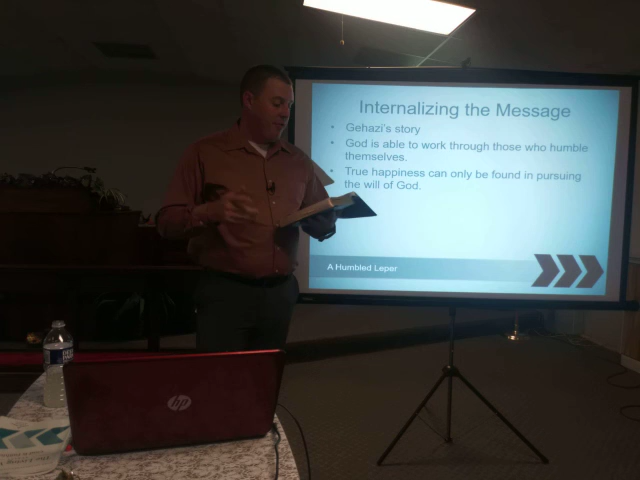 Internalizing the Message
• Gehazi's story
• God is able to work through those who humble
themselves.
• True happiness can only be found in pursuing
the will of God.
A Humbled Leper
hp